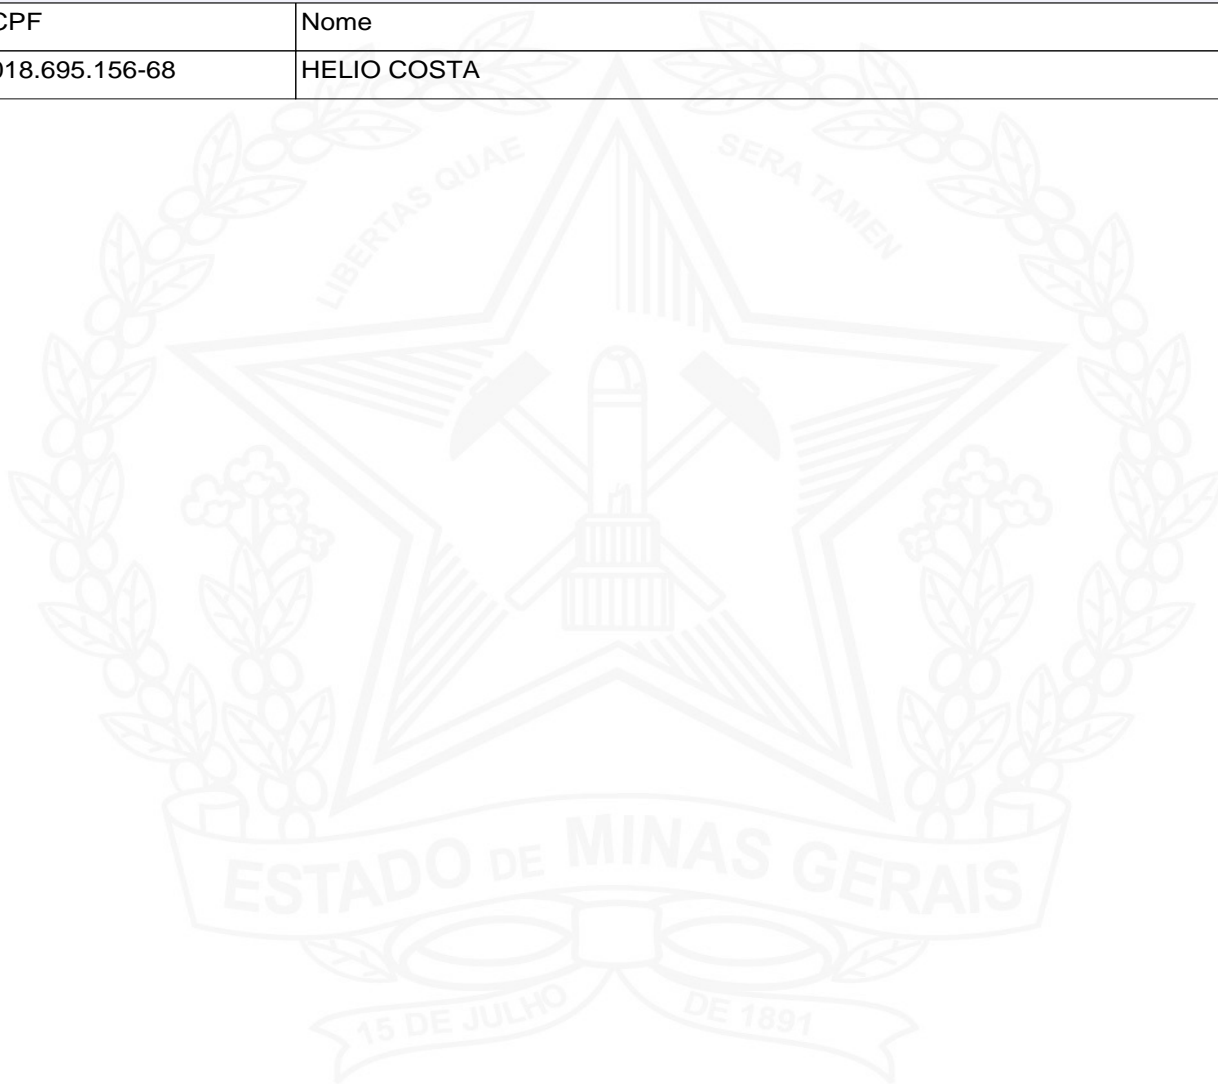 CPF Nome
018.695.156-68 HELIO COSTA
LIBERTAS QUAE SERA TAMEN
ESTADO DE MINAS GERAIS
15 DE JULHO DE 1891